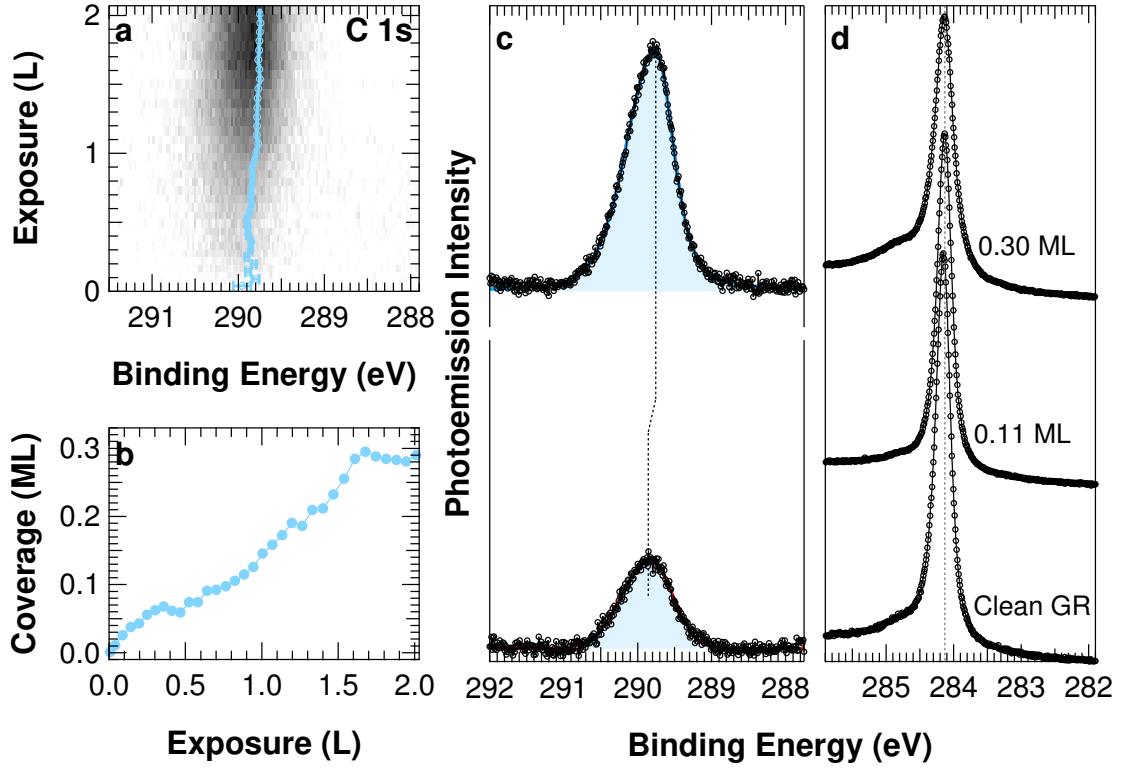 a
C 1s
2
1
0
Exposure (L)
291
290
289
288
Binding Energy (eV)
b
0.3
0.2
0.1
0.0
Coverage (ML)
0.0
0.5
1.0
1.5
2.0
Exposure (L)
c
Photoemission Intensity
292
291
290
289
288
d
0.30 ML
0.11 ML
Clean GR
285
284
283
282
Binding Energy (eV)